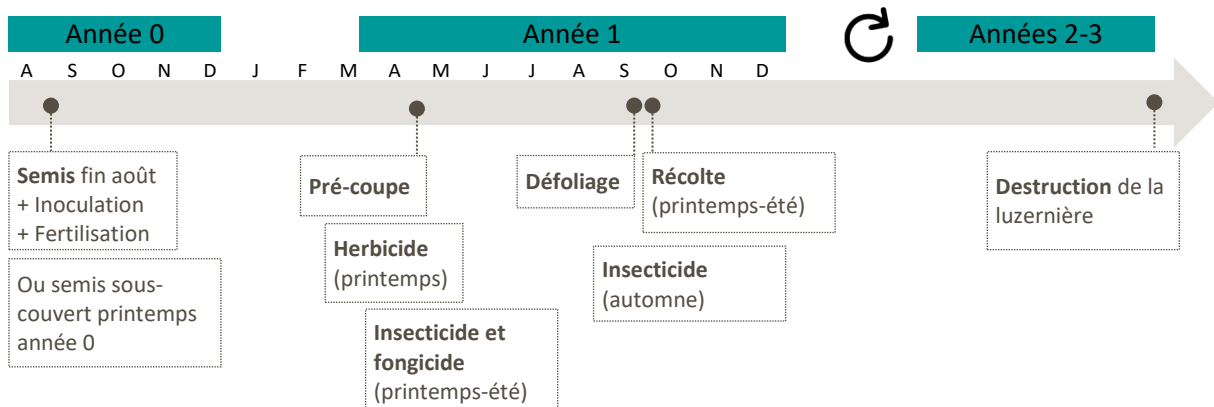 Année 0
Année 1
Années 2-3
A S O N D J F M A M J J A S O N D
Semis fin août
+ Inoculation
+ Fertilisation
Ou semis sous-
couvert printemps
année 0
Pré-coupe
Herbicide
(printemps)
Insecticide et
fongicide
(printemps-été)
Défoliage
Récolte
(printemps-été)
Insecticide
(automne)
Destruction de la
luzernière